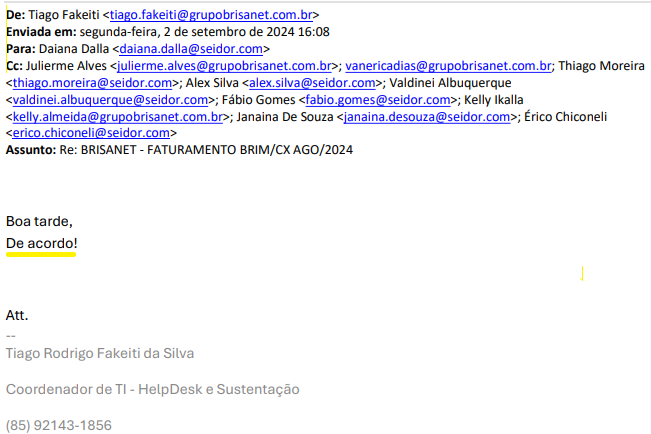 De: Tiago Fakeiti <tiago.fakeiti@grupobrisanet.com.br>
Enviada em: segunda-feira, 2 de setembro de 2024 16:08
Para: Daiana Dalla <daiana.dalla@seidor.com>
Cc: Julierme Alves <julierme.alves@grupobrisanet.com.br>; vanericadias@grupobrisanet.com.br; Thiago Moreira
<thiago.moreira@seidor.com>; Alex Silva <alex.silva@seidor.com>; Valdinei Albuquerque
<valdinei.albuquerque@seidor.com>; Fábio Gomes <fabio.gomes@seidor.com>; Kelly Ikalla
<kelly.almeida@grupobrisanet.com.br>; Janaina De Souza <janaina.desouza@seidor.com>; Érico Chiconeli
<erico.chiconeli@seidor.com>
Assunto: Re: BRISANET - FATURAMENTO BRIM/CX AGO/2024
Boa tarde,
De acordo!
Att.
--
Tiago Rodrigo Fakeiti da Silva
Coordenador de TI - HelpDesk e Sustentação
(85) 92143-1856